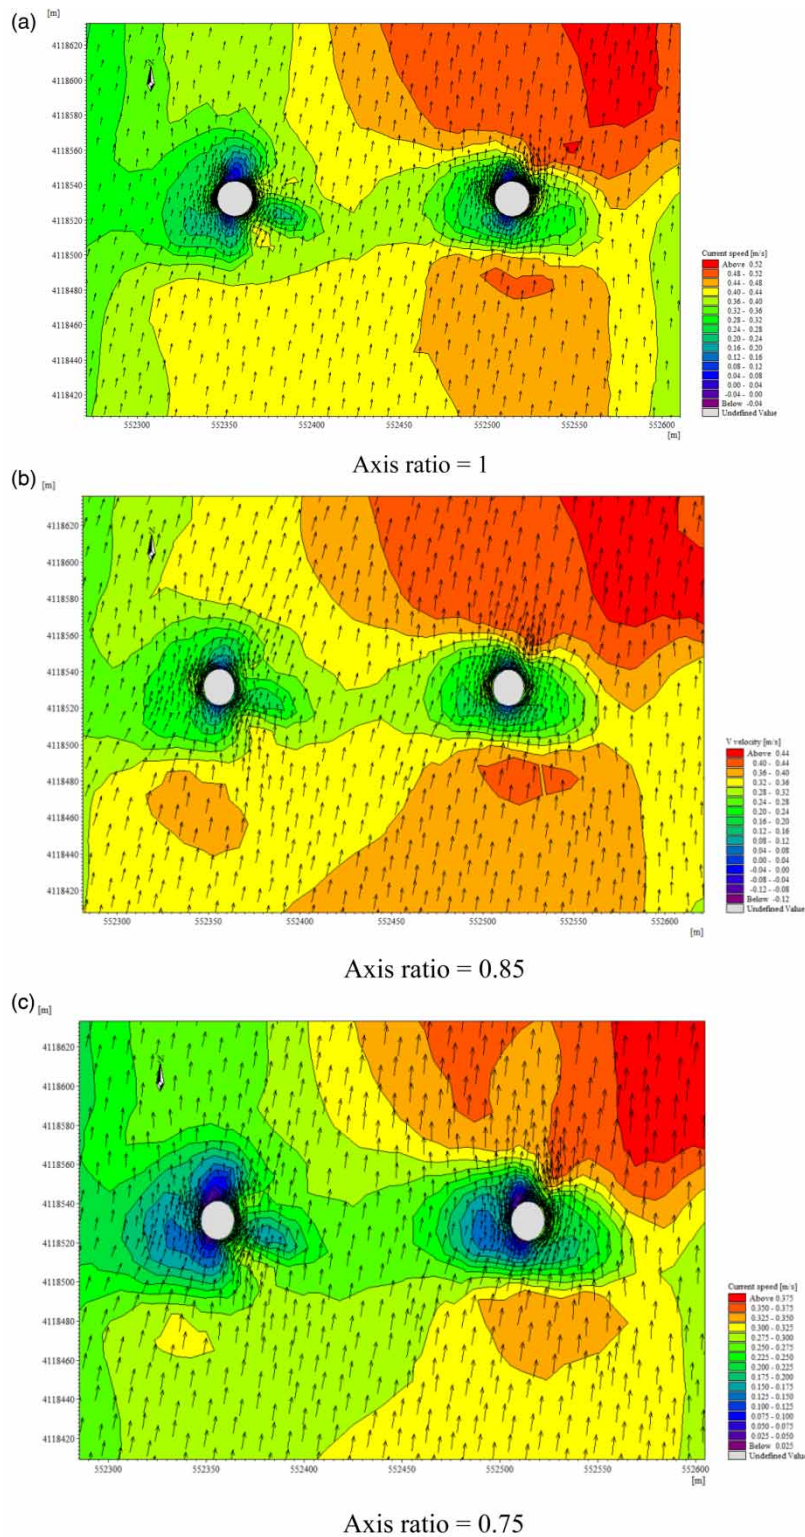 (a)
[m]
N
4118620
4118600
4118580
4118560
4118540
4118520
4118500
4118480
4118460
4118440
4118420
552300 552350 552400 552450 552500 552550 552600
[m]
Current speed [m/s]
Above 0.52
0.48 - 0.52
0.44 - 0.48
0.40 - 0.44
0.36 - 0.40
0.32 - 0.36
0.28 - 0.32
0.24 - 0.28
0.20 - 0.24
0.16 - 0.20
0.12 - 0.16
0.08 - 0.12
0.04 - 0.08
0.00 - 0.04
-0.04 - 0.00
Below -0.04
Undefined Value
Axis ratio = 1
(b)
[m]
N
4118620
4118600
4118580
4118560
4118540
4118520
4118500
4118480
4118460
4118440
4118420
552300 552350 552400 552450 552500 552550 552600
[m]
V velocity [m/s]
Above 0.44
0.40 - 0.44
0.36 - 0.40
0.32 - 0.36
0.28 - 0.32
0.24 - 0.28
0.20 - 0.24
0.16 - 0.20
0.12 - 0.16
0.08 - 0.12
0.04 - 0.08
0.00 - 0.04
-0.04 - 0.00
-0.08 - -0.04
-0.12 - -0.08
Below -0.12
Undefined Value
Axis ratio = 0.85
(c)
[m]
N
4118620
4118600
4118580
4118560
4118540
4118520
4118500
4118480
4118460
4118440
4118420
552300 552350 552400 552450 552500 552550 552600
[m]
Current speed [m/s]
Above 0.375
0.350 - 0.375
0.325 - 0.350
0.300 - 0.325
0.275 - 0.300
0.250 - 0.275
0.225 - 0.250
0.200 - 0.225
0.175 - 0.200
0.150 - 0.175
0.125 - 0.150
0.100 - 0.125
0.075 - 0.100
0.050 - 0.075
0.025 - 0.050
Below 0.025
Undefined Value
Axis ratio = 0.75